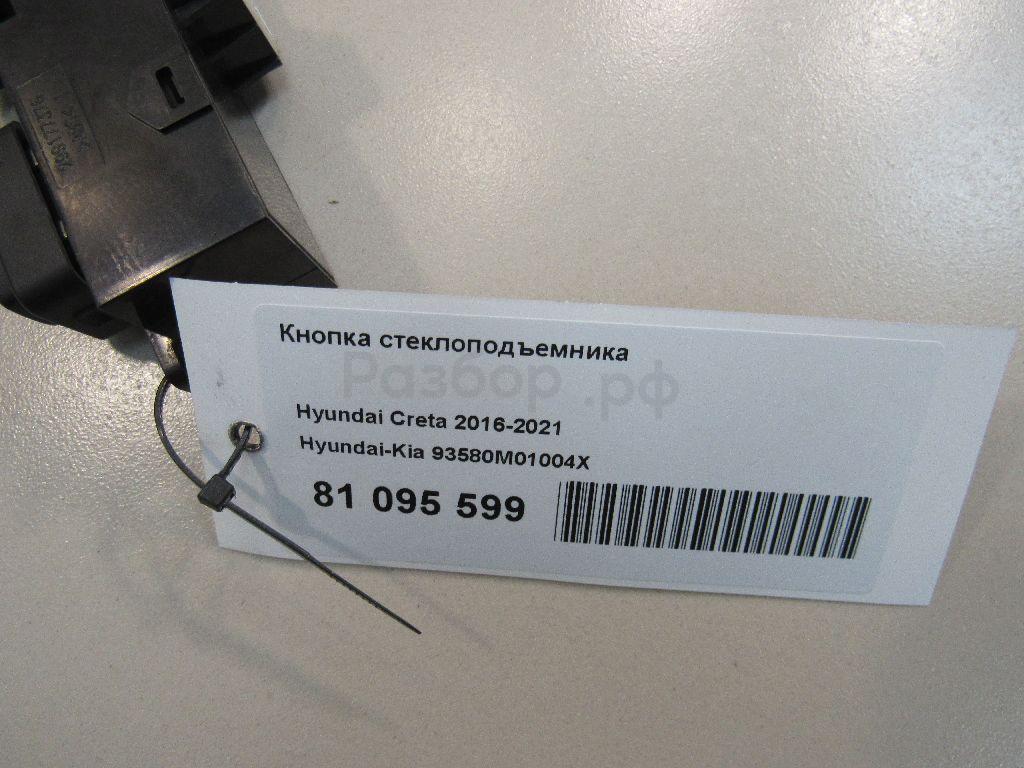 Кнопка стеклоподъемника
Разбор.рф
Hyundai Creta 2016-2021
Hyundai-Kia 93580M01004X
81 095 599